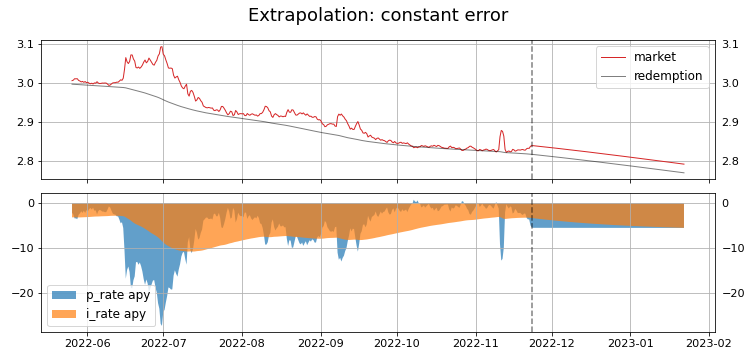 Extrapolation: constant error
3.1
3.1
market
redemption
3.0
3.0
2.9
2.9
2.8
2.8
0
0
−10
−10
−20
−20
p_rate apy
i_rate apy
2022-06 2022-07 2022-08 2022-09 2022-10 2022-11 2022-12 2023-01 2023-02